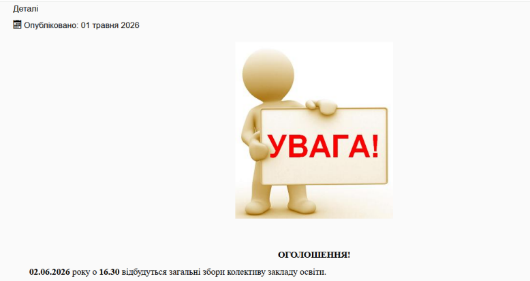 Деталі
Опубліковано: 01 травня 2026
УВАГА!
ОГОЛОШЕННЯ!
02.06.2026 року о 16.30 відбудуться загальні збори колективу закладу освіти.